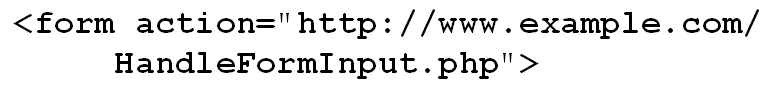 <form action="http://www.example.com/
HandleFormInput.php">